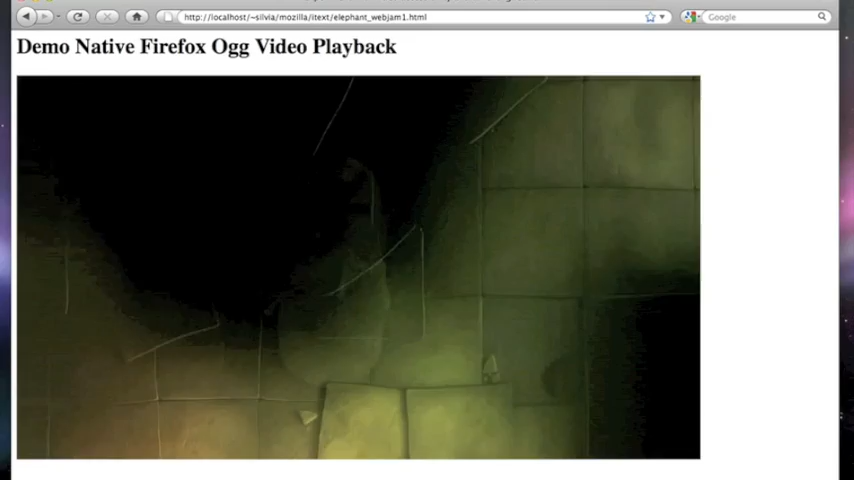 http://localhost/~silvia/mozilla/itext/elephant_webjam1.html
Google
Demo Native Firefox Ogg Video Playback